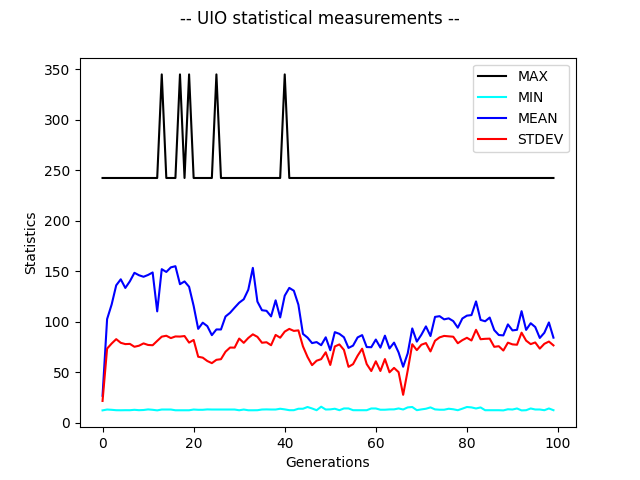 -- UIO statistical measurements --
350
300
250
200
150
100
50
0
Statistics
MAX
MIN
MEAN
STDEV
0
20
40
60
80
100
Generations